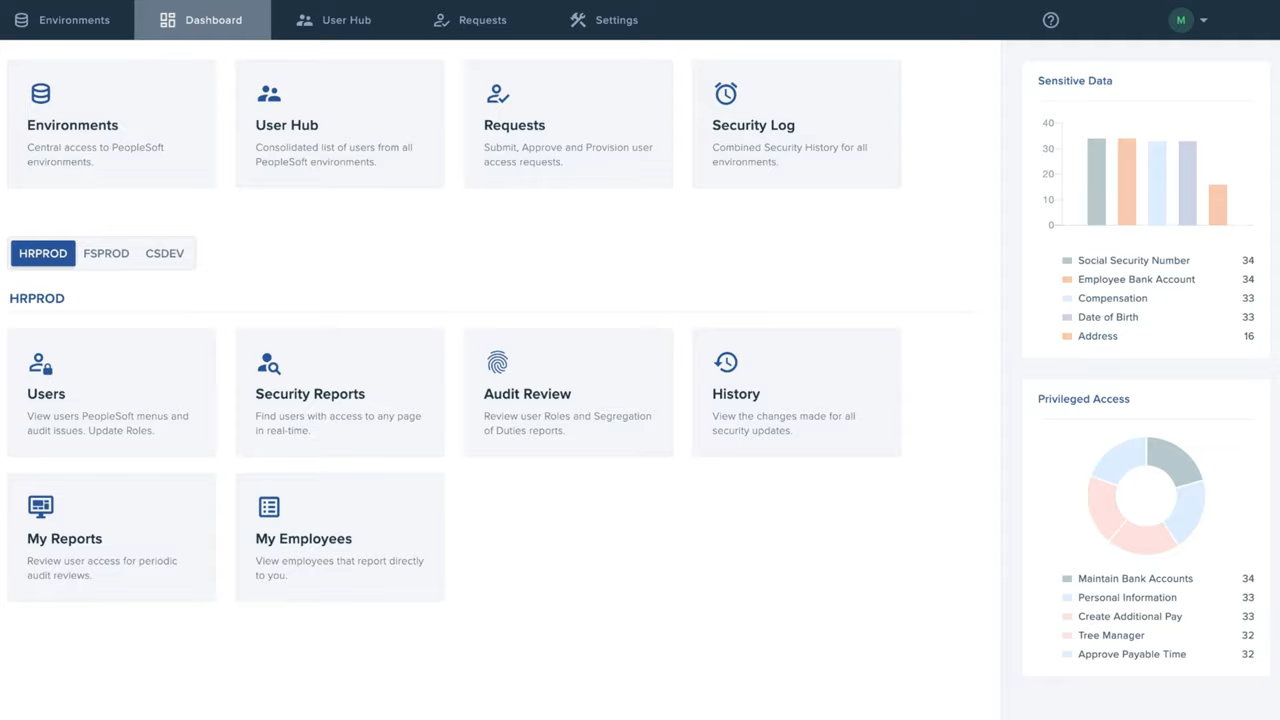 Environments
Dashboard
User Hub
Requests
Settings
M
Environments
Central access to PeopleSoft
environments.
User Hub
Consolidated list of users from all
PeopleSoft environments.
Requests
Submit, Approve and Provision user
access requests.
Security Log
Combined Security History for all
environments.
HRPROD
FSPROD
CSDEV
HRPROD
Users
View users PeopleSoft menus and
audit issues. Update Roles.
Security Reports
Find users with access to any page
in real-time.
Audit Review
Review user Roles and Segregation
of Duties reports.
History
View the changes made for all
security updates.
My Reports
Review user access for periodic
audit reviews.
My Employees
View employees that report directly
to you.
Sensitive Data
40
30
20
10
0
Social Security Number 34
Employee Bank Account 34
Compensation 33
Date of Birth 33
Address 16
Privileged Access
Maintain Bank Accounts 34
Personal Information 33
Create Additional Pay 33
Tree Manager 32
Approve Payable Time 32